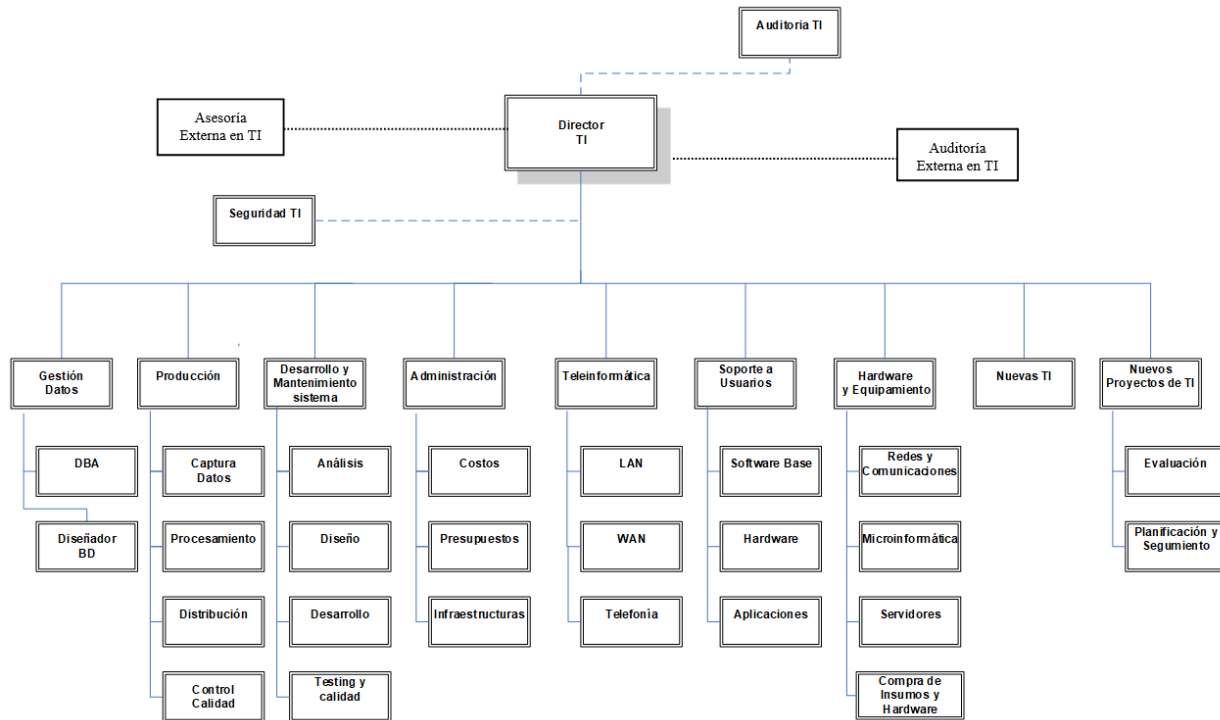 Auditoria TI
Asesoría
Externa en TI
Director
TI
Auditoría
Externa en TI
Seguridad TI
Gestión
Datos
Producción
Desarrollo y
Mantenimiento
sistema
Administración
Teleinformática
Soporte a
Usuarios
Hardware
y Equipamiento
Nuevas TI
Nuevos
Proyectos de TI
DBA
Captura
Datos
Análisis
Costos
LAN
Software Base
Redes y
Comunicaciones
Evaluación
Diseñador
BD
Procesamiento
Diseño
Presupuestos
WAN
Hardware
Microinformática
Planificación y
Segumiento
Distribución
Desarrollo
Infraestructuras
Telefonía
Aplicaciones
Servidores
Control
Calidad
Testing y
calidad
Compra de
Insumos y
Hardware